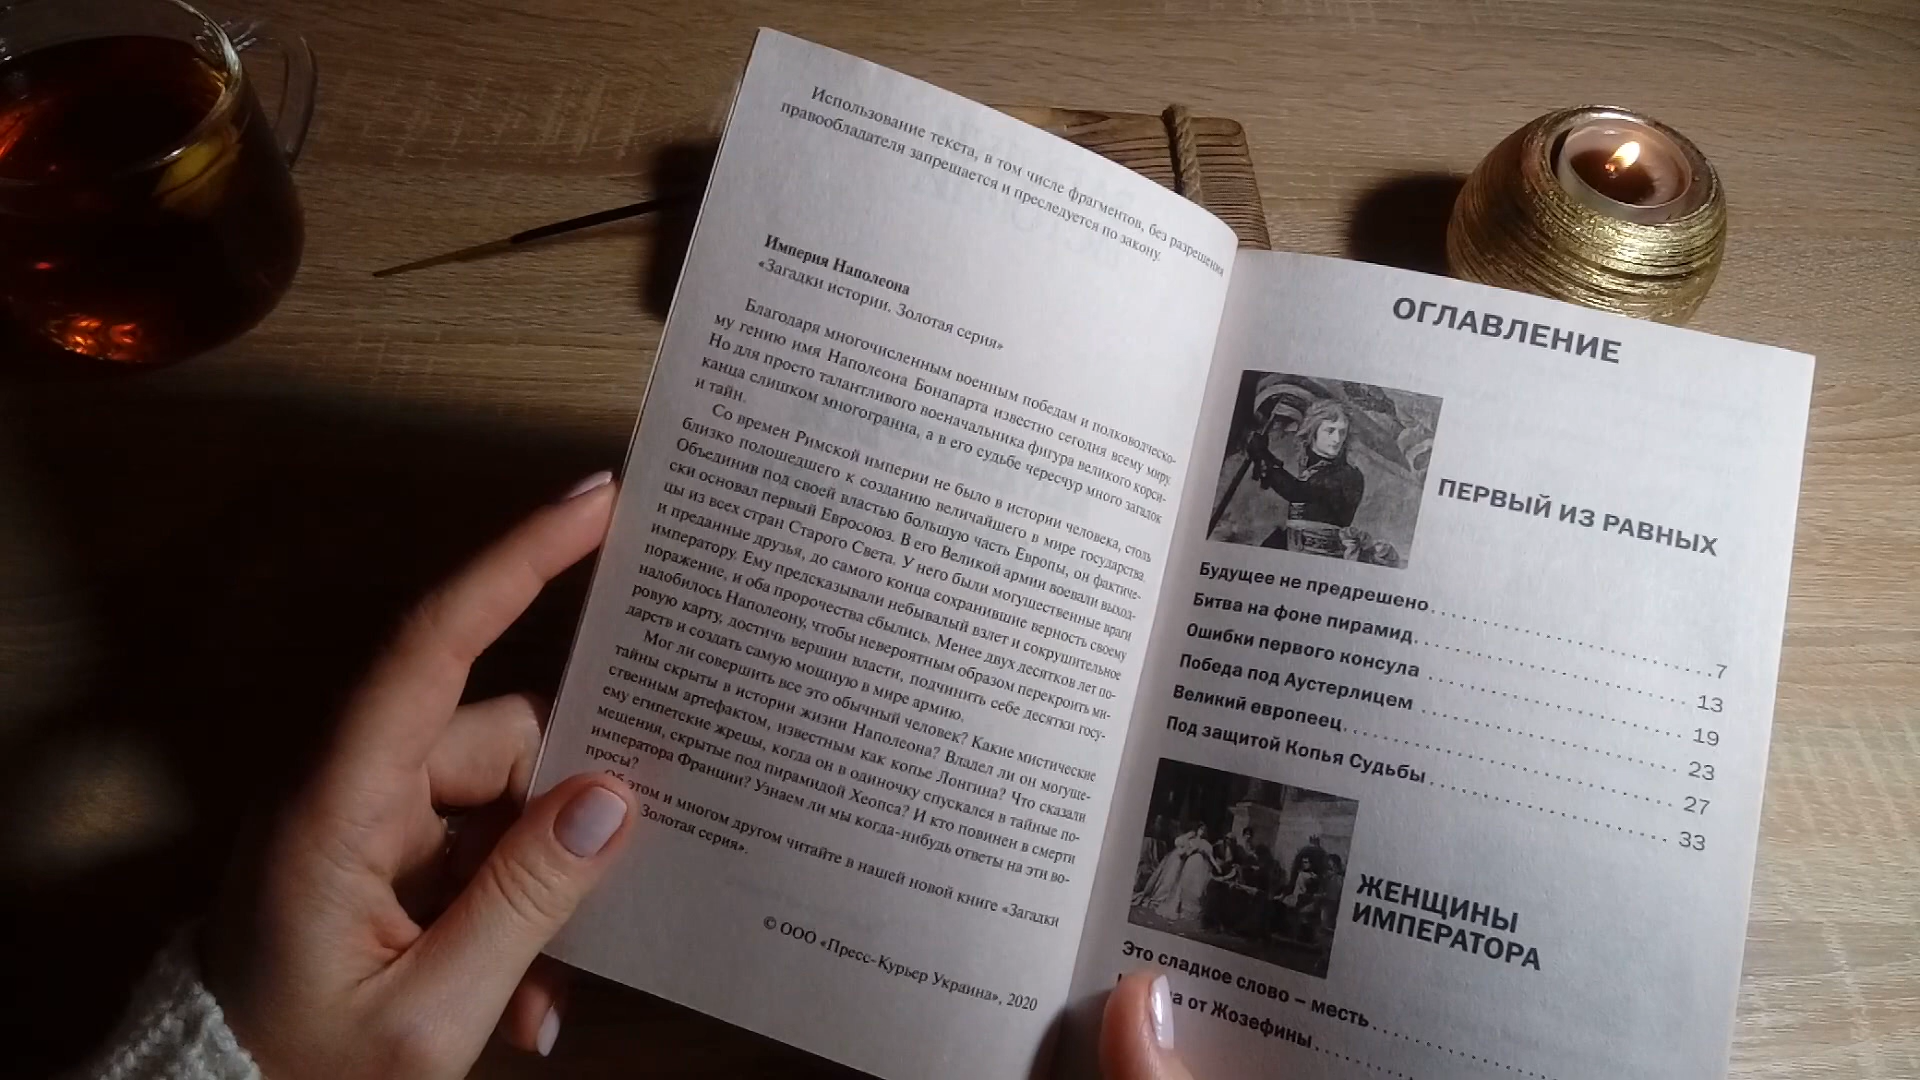 Использование текста, в том числе фрагментов, без разрешения
правообладателя запрещается и преследуется по закону.
Империя Наполеона
«Загадки истории. Золотая серия»
Благодаря многочисленным военным победам и полководческо-
му гению имя Наполеона Бонапарта известно сегодня всему миру.
Но для просто талантливого военачальника фигура великого корси-
канца слишком многогранна, а в его судьбе чересчур много загадок
и тайн.
Со времен Римской империи не было в истории человека, столь
близко подошедшего к созданию величайшего в мире государства.
Объединив под своей властью большую часть Европы, он фактиче-
ски основал первый Евросоюз. В его Великой армии воевали выход-
цы из всех стран Старого Света. У него были могущественные враги
и преданные друзья, до самого конца сохранившие верность своему
императору. Ему предсказывали небывалый взлет и сокрушительное
поражение, и оба пророчества сбылись. Менее двух десятков лет по-
надобилось Наполеону, чтобы невероятным образом перекроить ми-
ровую карту, достичь вершин власти, подчинить себе десятки госу-
дарств и создать самую мощную в мире армию.
Мог ли совершить все это обычный человек? Какие мистические
тайны скрыты в истории жизни Наполеона? Владел ли он могуще-
ственным артефактом, известным как копье Лонгина? Что сказали
ему египетские жрецы, когда он в одиночку спускался в тайные по-
мещения, скрытые под пирамидой Хеопса? И кто повинен в смерти
императора Франции? Узнаем ли мы когда-нибудь ответы на эти во-
просы?
Об этом и многом другом читайте в нашей новой книге «Загадки
Золотая серия».
© ООО «Пресс-Курьер Украина», 2020
ОГЛАВЛЕНИЕ
ПЕРВЫЙ ИЗ РАВНЫХ
Будущее не предрешено. . . . . . . . . . . . . . . . . . . . . . . .7
Битва на фоне пирамид. . . . . . . . . . . . . . . . . . . . . . . . 13
Ошибки первого консула . . . . . . . . . . . . . . . . . . . . . . . 19
Победа под Аустерлицем . . . . . . . . . . . . . . . . . . . . . . . 23
Великий европеец. . . . . . . . . . . . . . . . . . . . . . . . . . . 27
Под защитой Копья Судьбы . . . . . . . . . . . . . . . . . . . . . 33
ЖЕНЩИНЫ
ИМПЕРАТОРА
Это сладкое слово – месть. . . . . . . . . . . . .
от Жозефины. . . . . . . . . . . . .